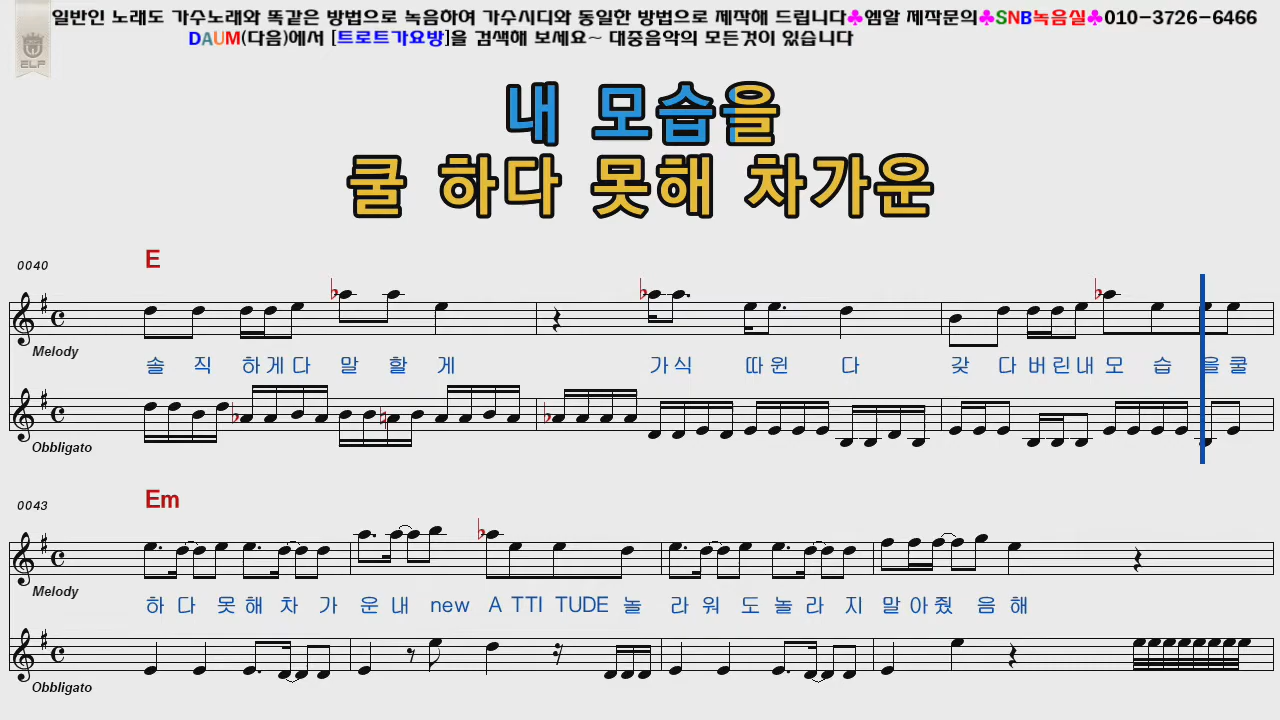 일반인 노래도 가수노래와 똑같은 방법으로 녹음하여 가수시디와 동일한 방법으로 제작해 드립니다♣엠알 제작문의♣SNB녹음실♣010-3726-6466
DAUM(다음)에서 [트로트가요방]을 검색해 보세요~ 대중음악의 모든것이 있습니다
ELF
내 모습을
쿨 하다 못해 차가운
E
0040
Melody
솔 직 하 게 다 말 할 게 가 식 따 윈 다 갖 다 버 린 내 모 습 을 쿨
Obbligato
Em
0043
Melody
하 다 못 해 차 가 운 내 new A TTI TUDE 놀 라 워 도 놀 라 지 말 아 줬 음 해
Obbligato